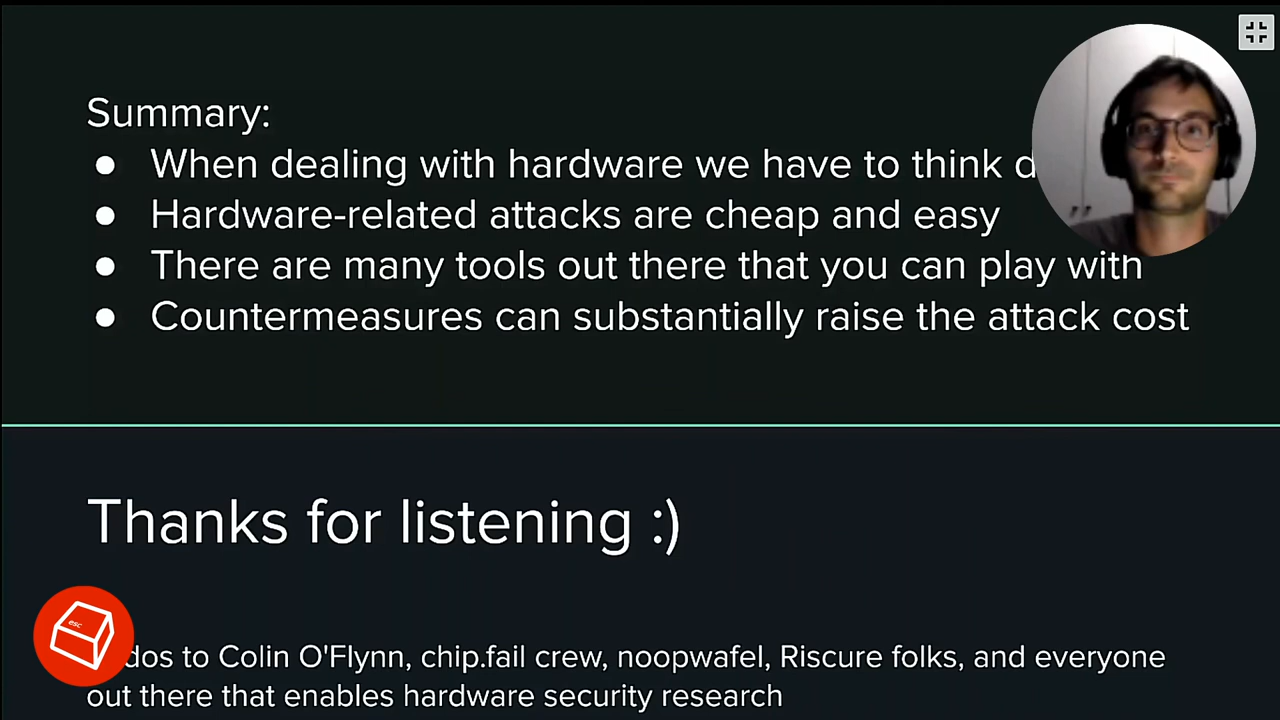 Summary:
● When dealing with hardware we have to think
● Hardware-related attacks are cheap and easy
● There are many tools out there that you can play with
● Countermeasures can substantially raise the attack cost
Thanks for listening :)
esc
dos to Colin O'Flynn, chip.fail crew, noopwafel, Riscure folks, and everyone
out there that enables hardware security research